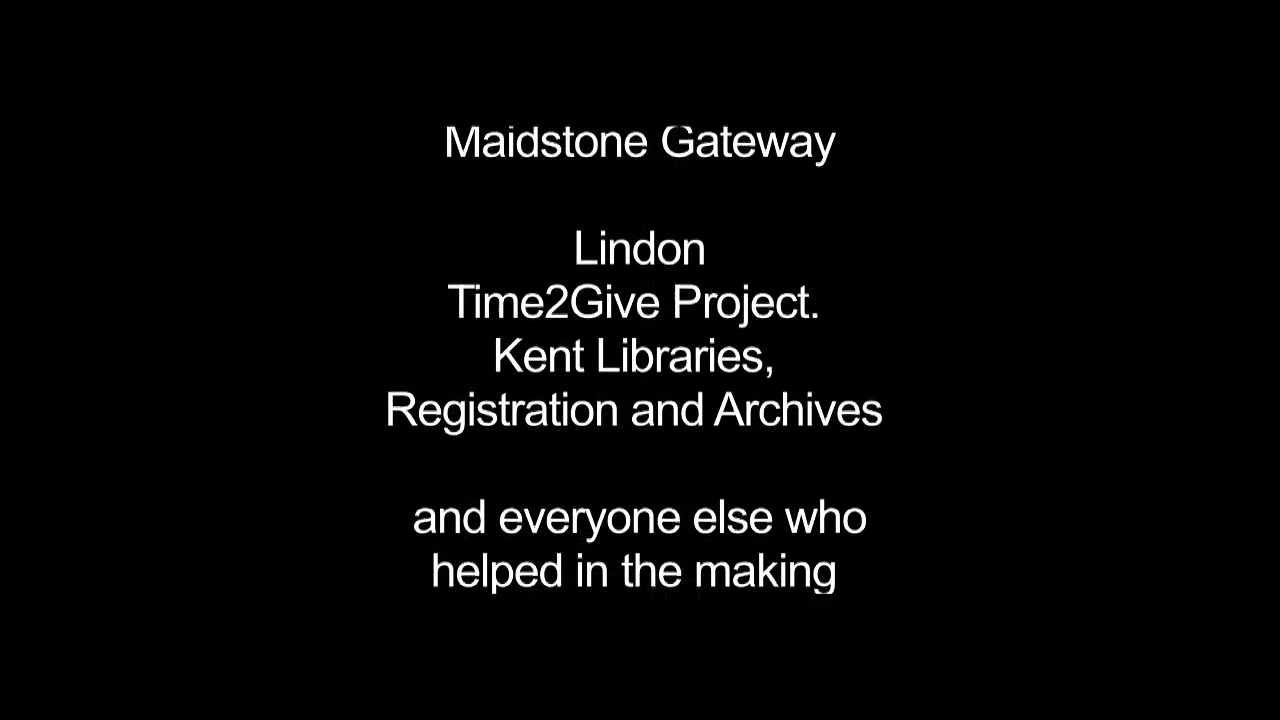 Maidstone Gateway
Lindon
Time2Give Project.
Kent Libraries,
Registration and Archives
and everyone else who
helped in the making